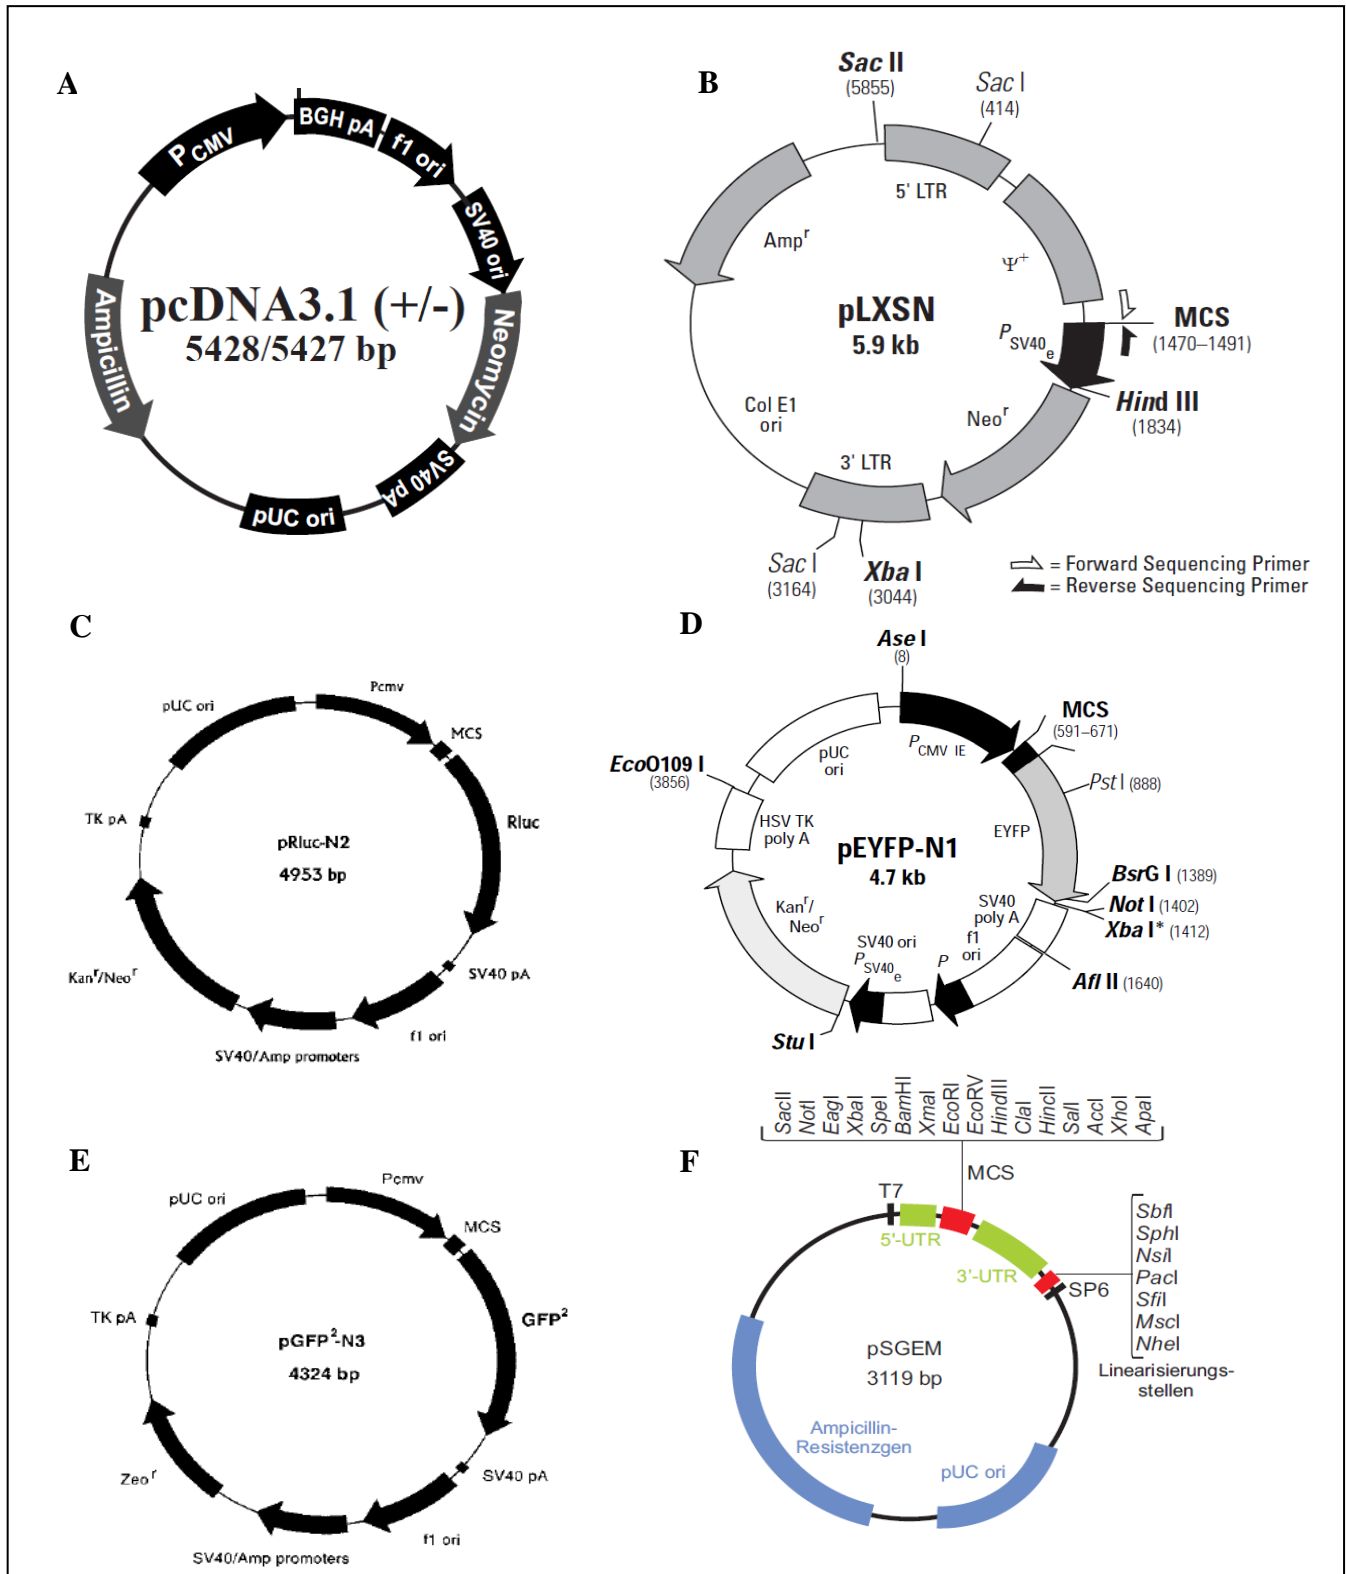 A
P CMV
BGH pA
f1 ori
SV40 ori
Neomycin
SV40 pA
pUC ori
Ampicillin
pcDNA3.1 (+/-)
5428/5427 bp
B
Sac II
(5855)
Sac I
(414)
5' LTR
Ampr
Ψ+
pLXSN
5.9 kb
PSV40e
MCS
(1470–1491)
Hind III
(1834)
Neor
Col E1
ori
3' LTR
Sac I
(3164)
Xba I
(3044)
= Forward Sequencing Primer
= Reverse Sequencing Primer
C
Pcmv
pUC ori
MCS
TK pA
Rluc
pRluc-N2
4953 bp
Kanr/Neor
SV40 pA
f1 ori
SV40/Amp promoters
D
Ase I
(8)
MCS
(591–671)
PCMV IE
pUC
ori
EcoO109 I
(3856)
Pst I (888)
HSV TK
poly A
EYFP
pEYFP-N1
4.7 kb
BsrG I (1389)
Not I (1402)
Xba I* (1412)
SV40
poly A
Kanr/
Neor
f1
ori
SV40 ori
PSV40e
P
Afl II (1640)
Stu I
E
Pcmv
pUC ori
MCS
TK pA
GFP2
pGFP2-N3
4324 bp
Zeor
SV40 pA
f1 ori
SV40/Amp promoters
F
SacII
NotI
EagI
XbaI
SpeI
BamHI
XmaI
EcoRI
EcoRV
HindIII
ClaI
HincII
SalI
AccI
XhoI
ApaI
MCS
T7
5'-UTR
3'-UTR
SP6
SbfI
SphI
NsiI
PacI
SfiI
MscI
NheI
Linearisierungs-
stellen
pSGEM
3119 bp
Ampicillin-
Resistenzgen
pUC ori